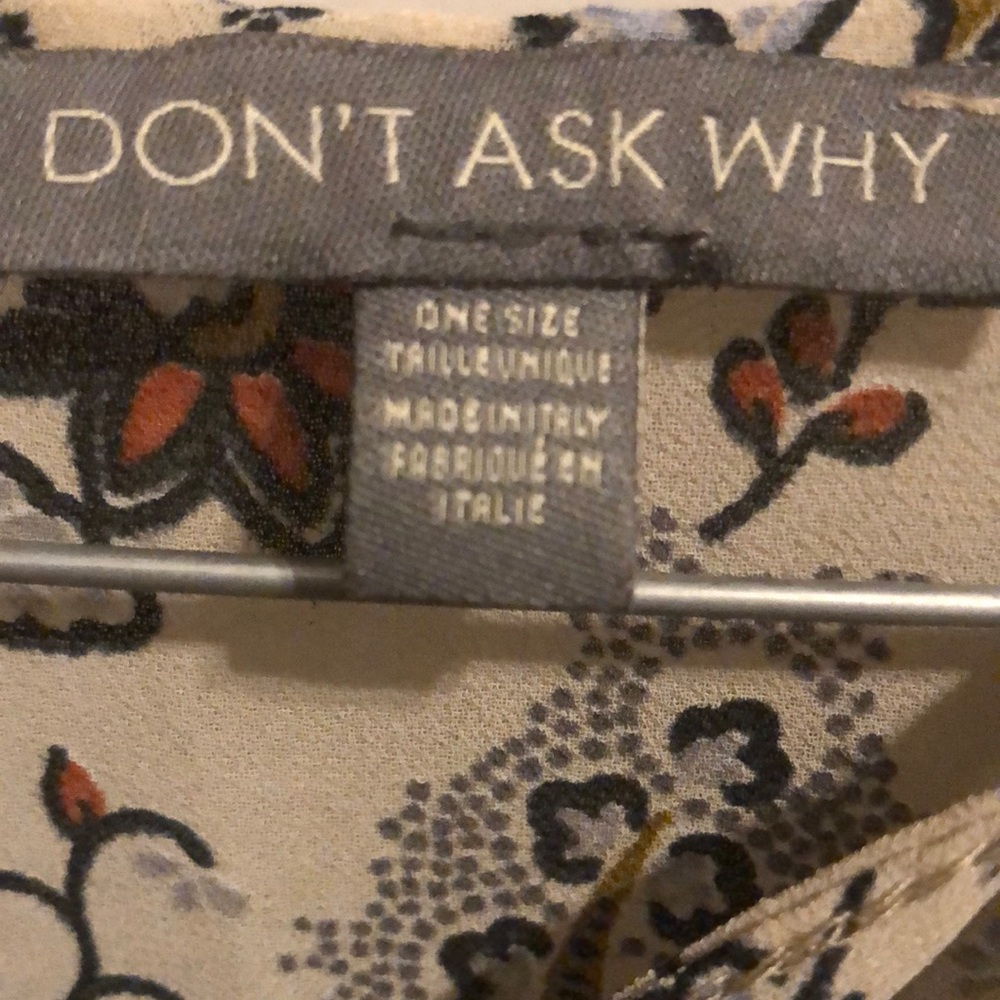 DON'T ASK WHY
ONE SIZE
TAILLE UNIQUE
MADE IN ITALY
FABRIQUÉ EN
ITALIE